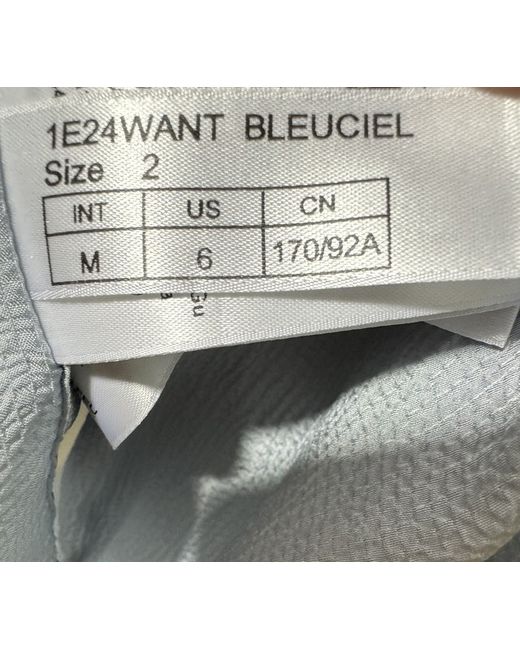 1E24WANT BLEUCIEL
Size 2
INT US CN
M 6 170/92A